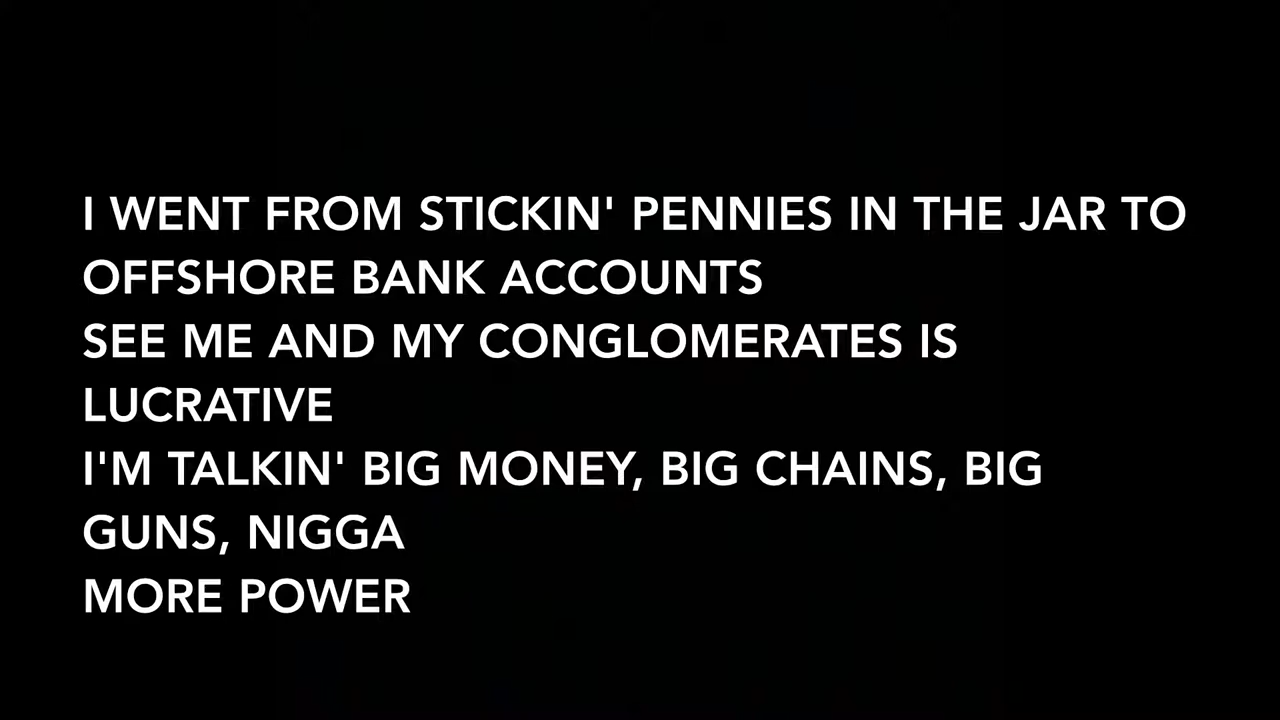 I WENT FROM STICKIN' PENNIES IN THE JAR TO
OFFSHORE BANK ACCOUNTS
SEE ME AND MY CONGLOMERATES IS
LUCRATIVE
I'M TALKIN' BIG MONEY, BIG CHAINS, BIG
GUNS, NIGGA
MORE POWER